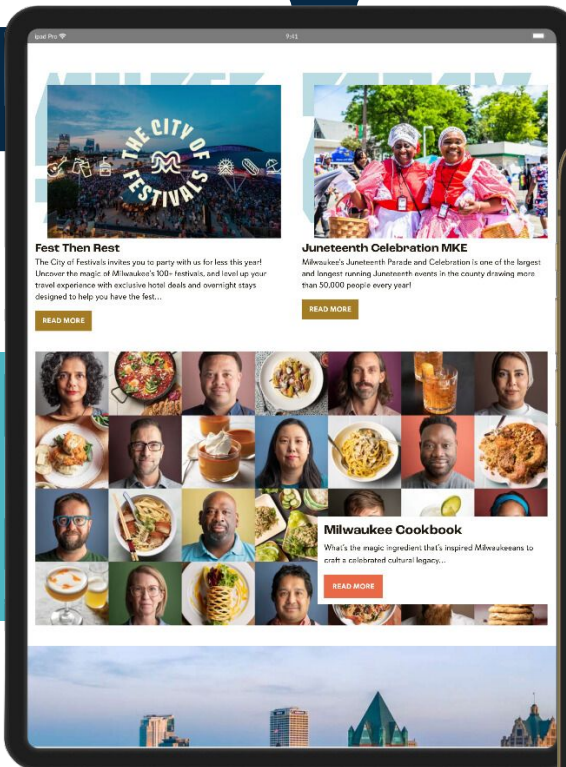 ipad Pro
9:41
THE CITY OF
FESTIVALS
Fest Then Rest
The City of Festivals invites you to party with us for less this year!
Uncover the magic of Milwaukee's 100+ festivals, and level up your
travel experience with exclusive hotel deals and overnight stays
designed to help you have the fest...
READ MORE
Juneteenth Celebration MKE
Milwaukee's Juneteenth Parade and Celebration is one of the largest
and longest running Juneteenth events in the county drawing more
than 50,000 people every year!
READ MORE
Milwaukee Cookbook
What's the magic ingredient that's inspired Milwaukeeans to
craft a celebrated cultural legacy...
READ MORE